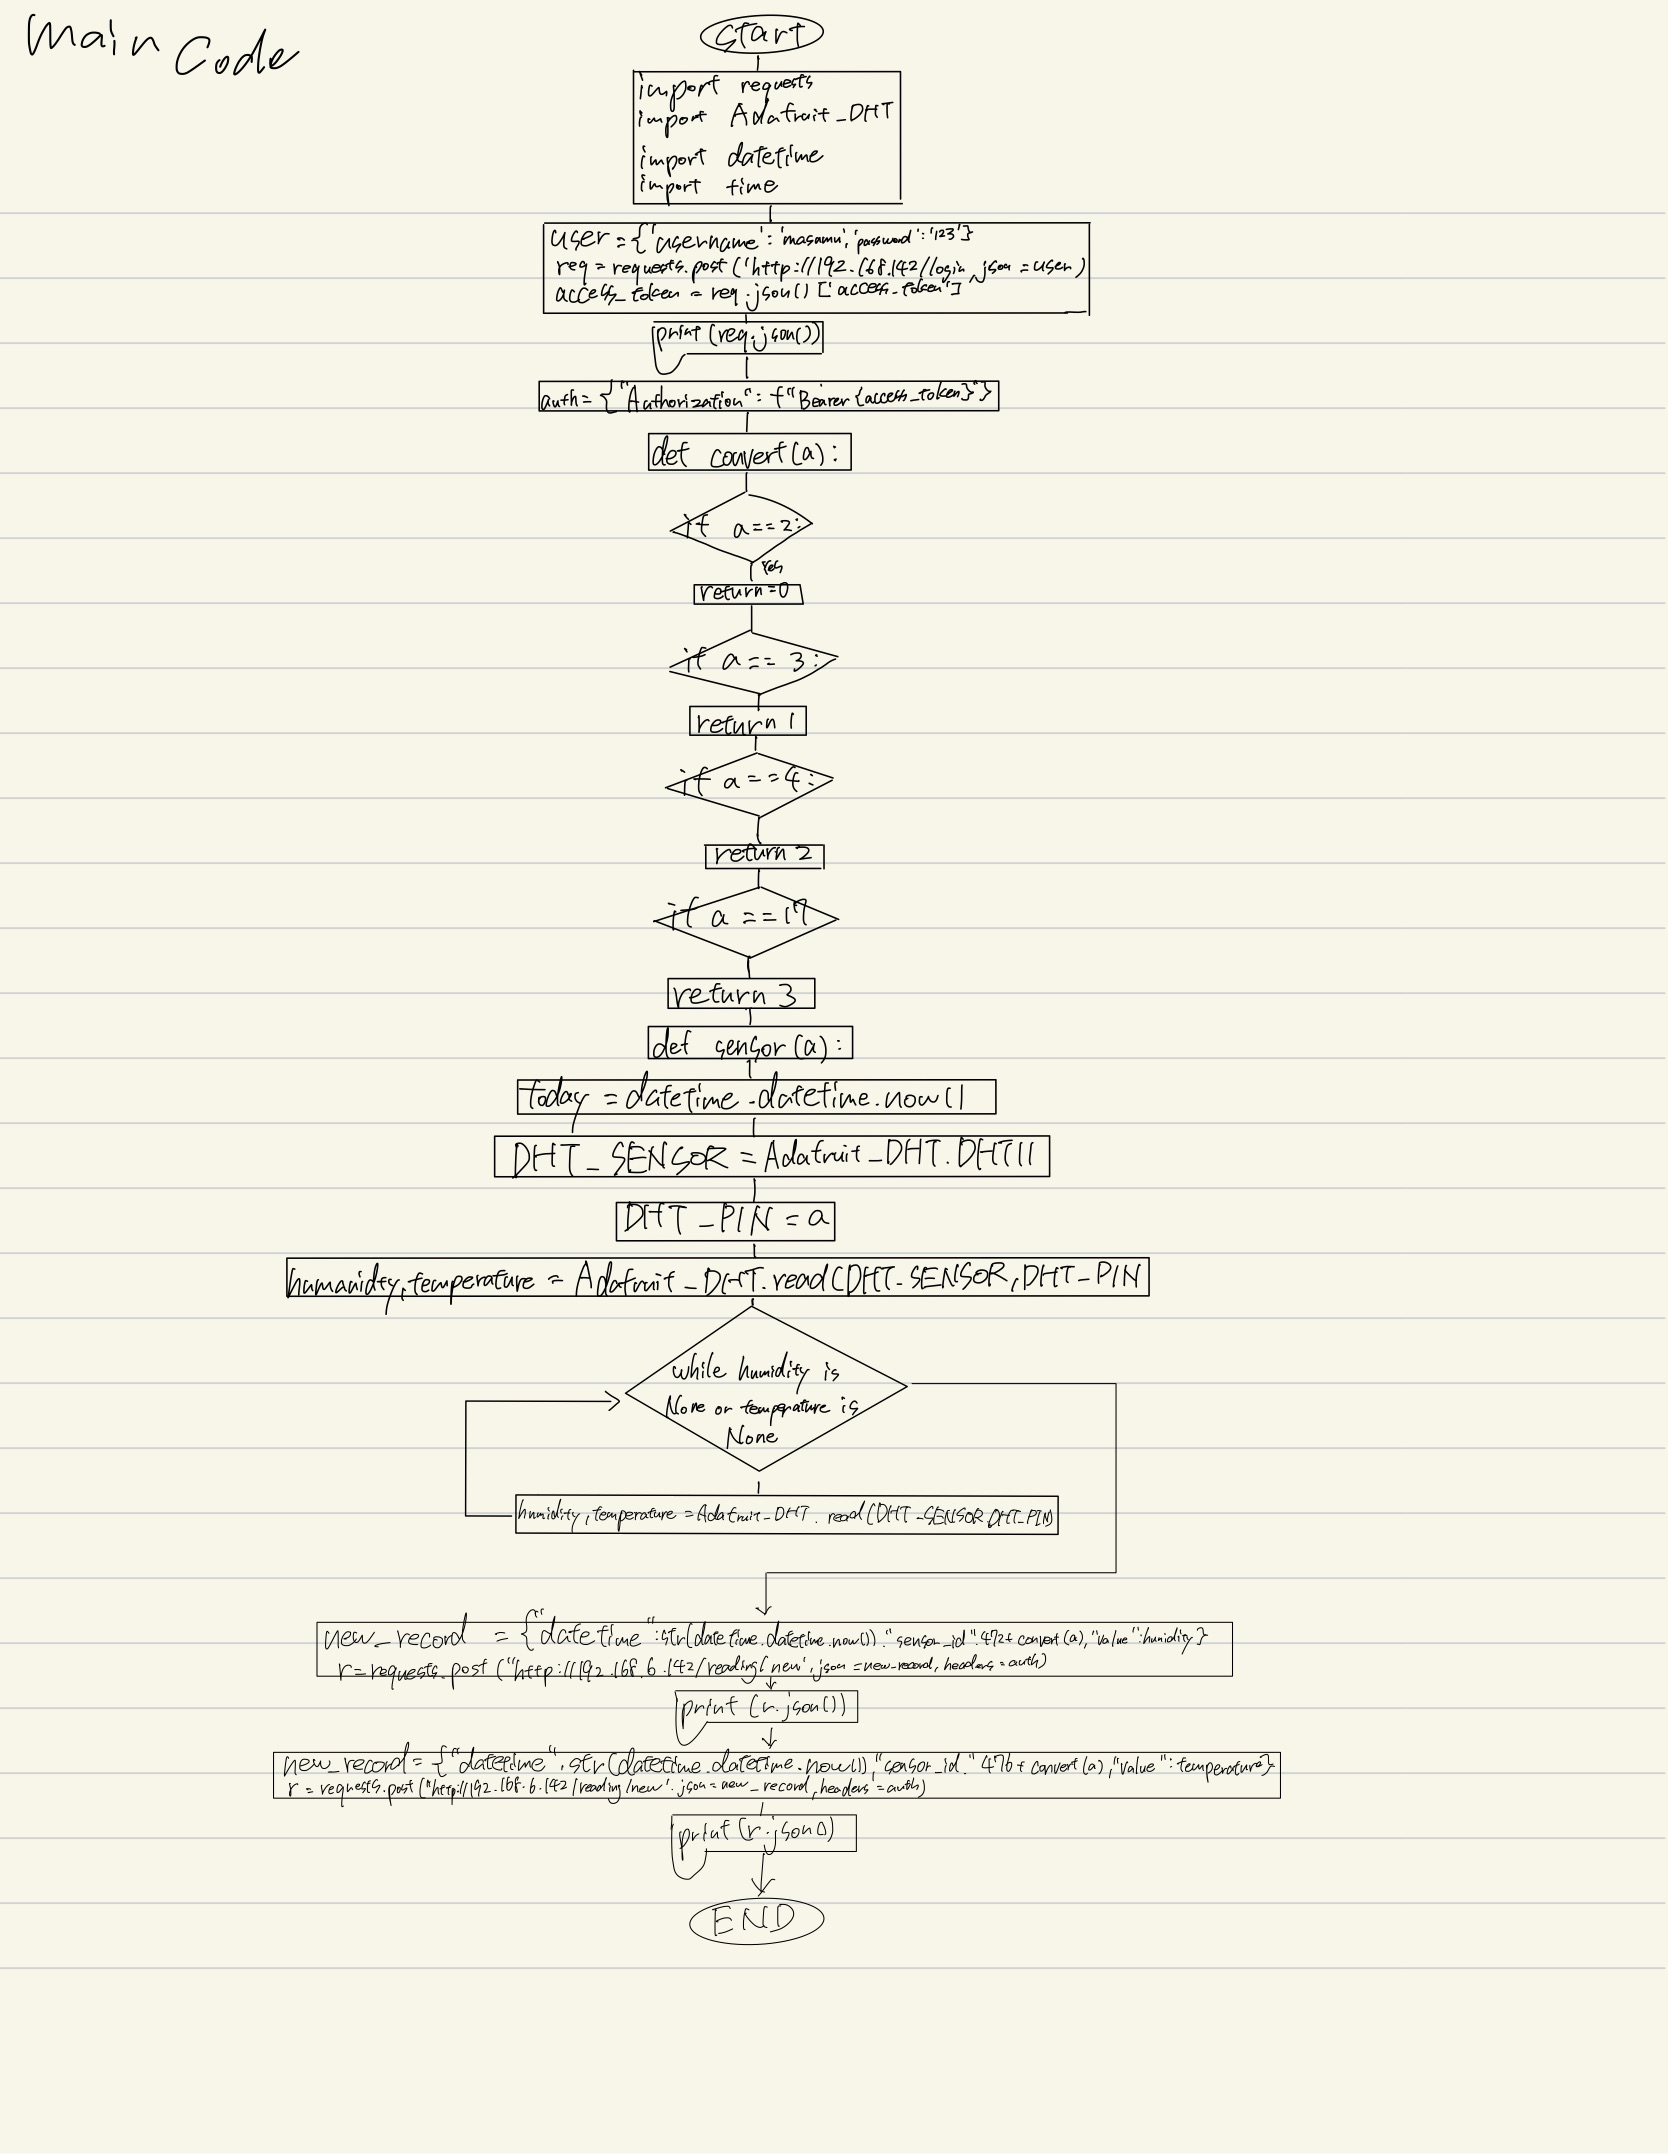 main Code
Start
import requests
import Adafruit_DHT
import datetime
import time
user={'username':'masamu','password':'123'}
req=requests.post('http://192.168.142//login,json=user)
access_token = req.json()['access_token']
print(req.json())
auth={"Authorization": f"Bearer {access_token}"}
def convert(a):
if a==2:
Yes
return=0
if a== 3:
return 1
if a==4:
return 2
if a ==17
return 3
def sensor(a):
today = datetime.datetime.now()
DHT_SENSOR = Adafruit_DHT.DHT11
DHT_PIN = a
humanidty,temperature = Adafruit_DHT.read(DHT_SENSOR,DHT_PIN
while humidity is
None or temperature is
None
humidity,temperature = Adafruit_DHT.read(DHT_SENSOR,DHT_PIN)
new_record = {"datetime":str(datetime.datetime.now())."sensor_id".472+convert(a),"value":humidity}
r=requests.post("http://192.168.6.142/reading/new',json=new_record,headers=auth)
print(r.json())
new_record={"datetime".str(datetime.datetime.now()),"sensor_id."476+convert(a),"value":temperature}
r=requests.post("http://192.168.6.142/reading/new'.json=new_record,headers=auth)
print(r.json()
END